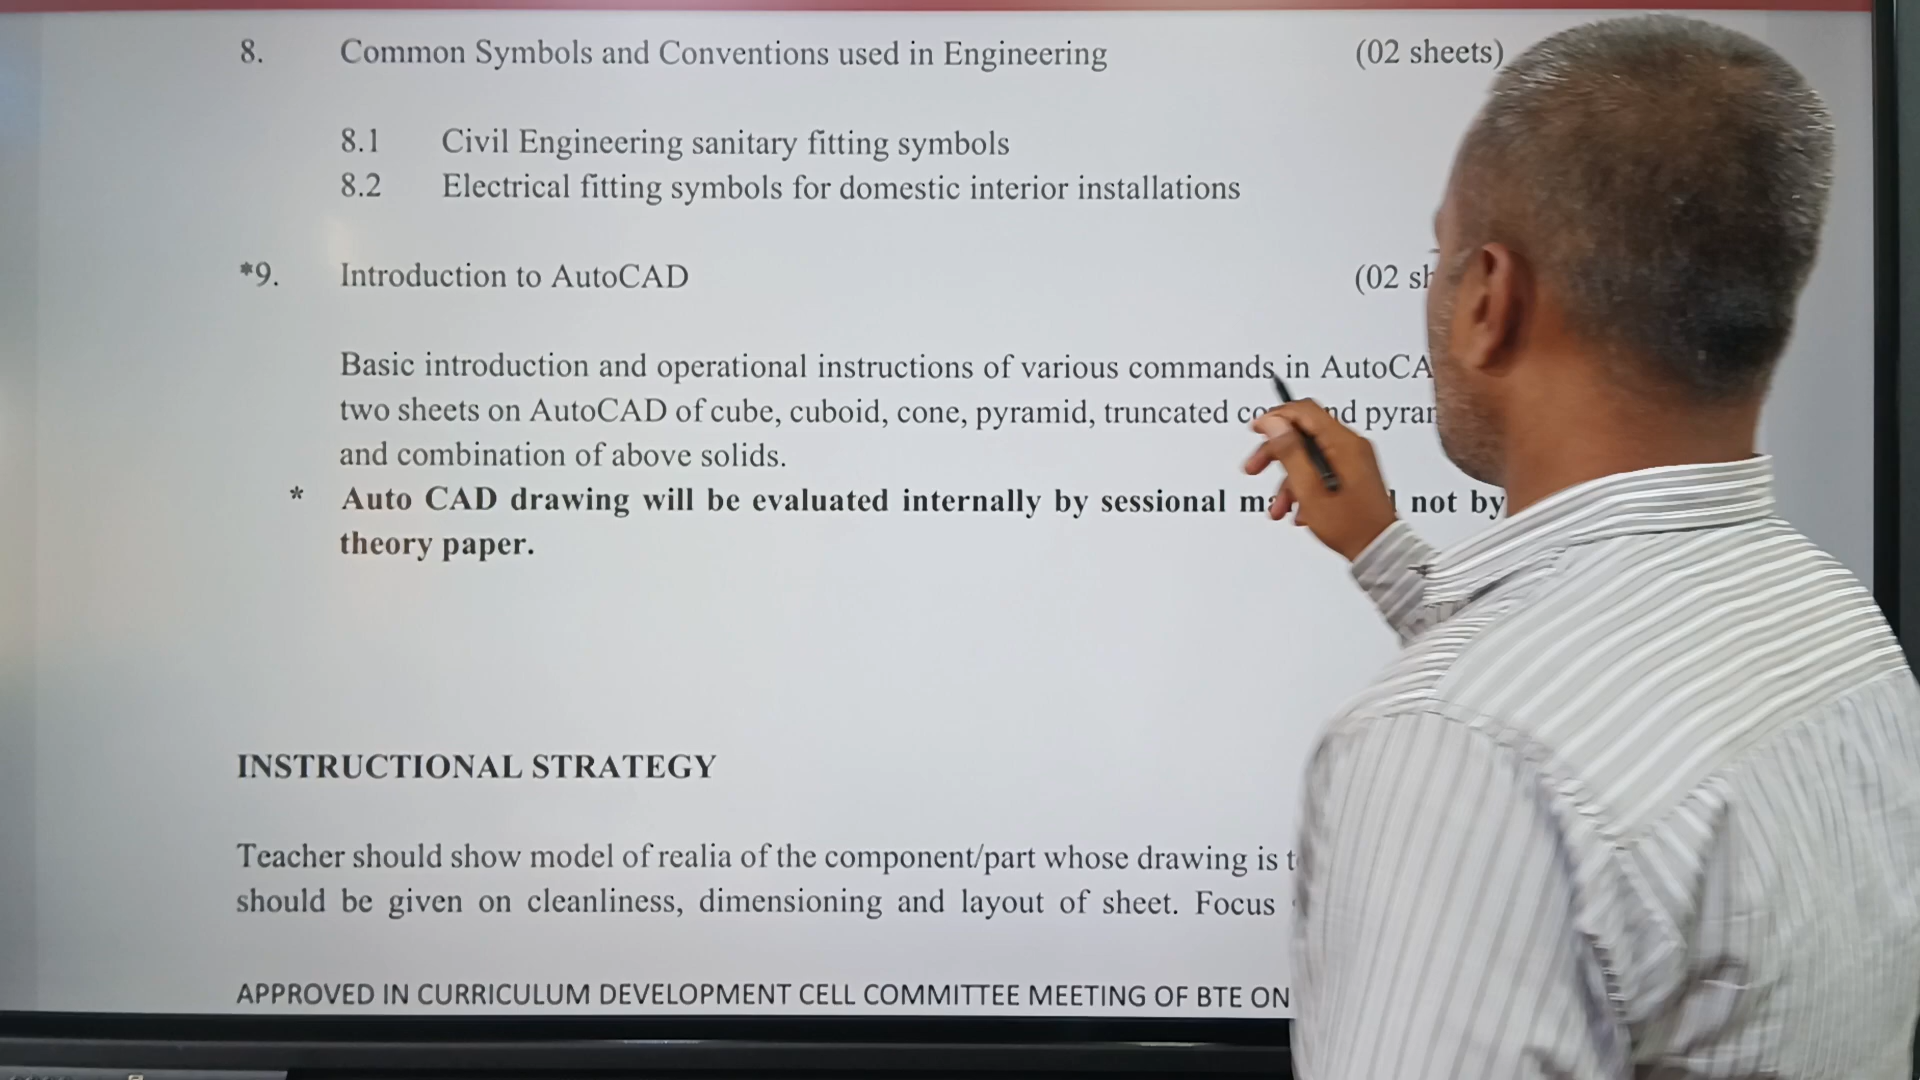 8. Common Symbols and Conventions used in Engineering (02 sheets)
8.1 Civil Engineering sanitary fitting symbols
8.2 Electrical fitting symbols for domestic interior installations
*9. Introduction to AutoCAD (02
Basic introduction and operational instructions of various commands in
two sheets on AutoCAD of cube, cuboid, cone, pyramid, truncated
and combination of above solids.
* Auto CAD drawing will be evaluated internally by sessional not by
theory paper.
INSTRUCTIONAL STRATEGY
Teacher should show model of realia of the component/part whose drawing is
should be given on cleanliness, dimensioning and layout of sheet. Focus
APPROVED IN CURRICULUM DEVELOPMENT CELL COMMITTEE MEETING OF BTE ON